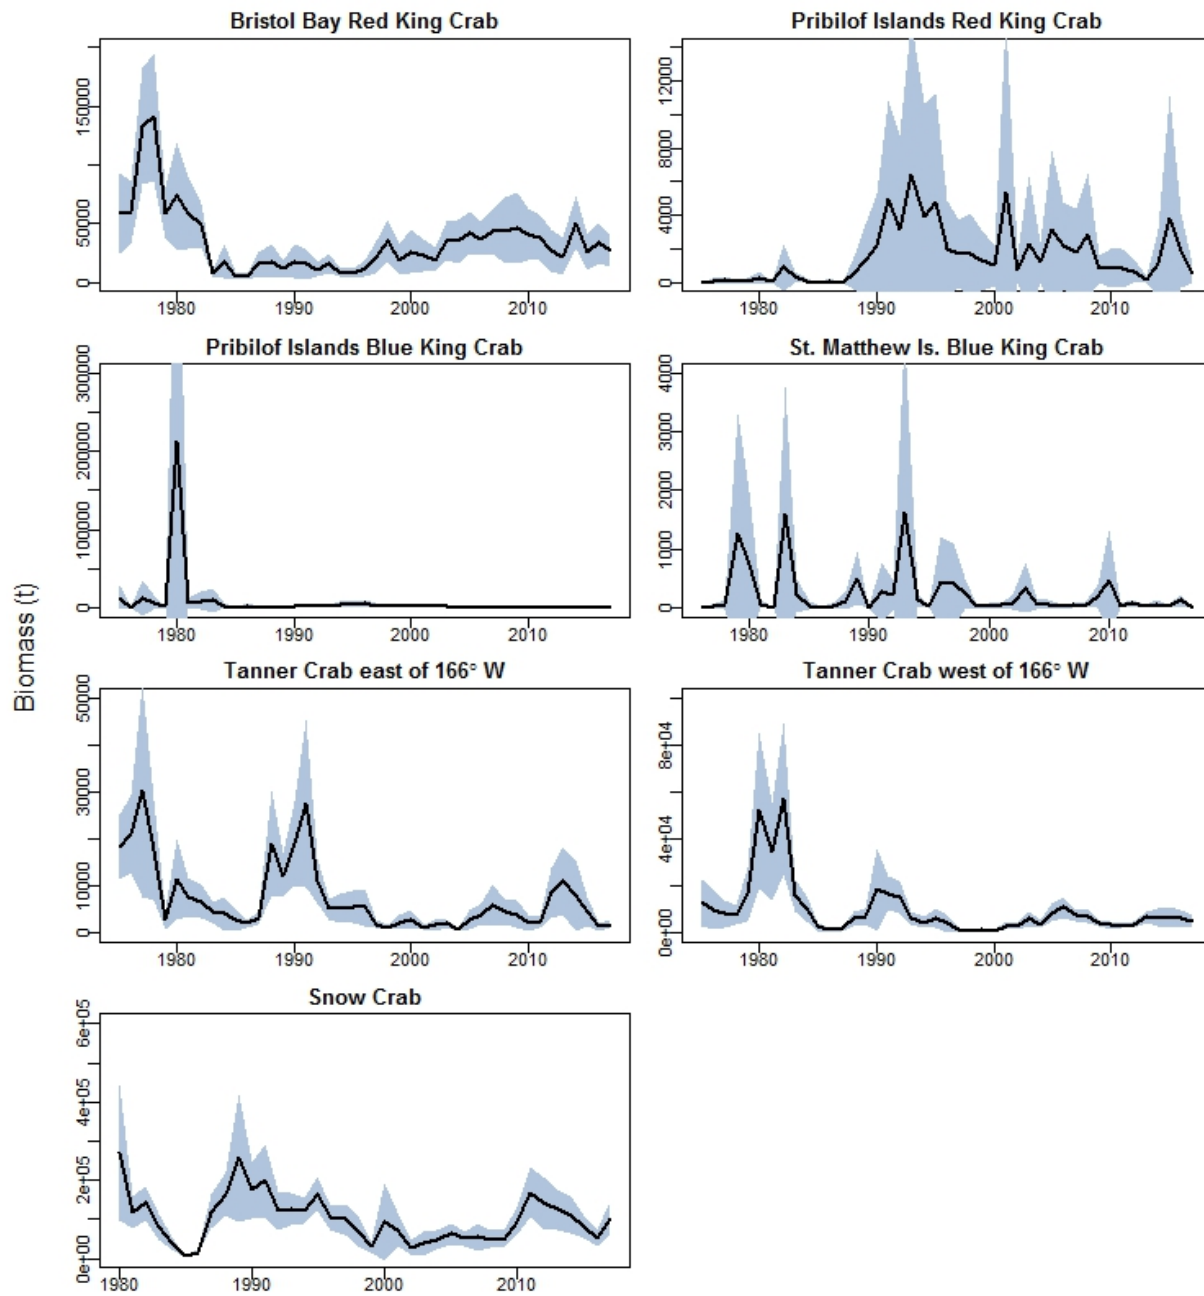 Bristol Bay Red King Crab
150000
50000
0
1980 1990 2000 2010
Pribilof Islands Red King Crab
12000
8000
4000
0
1980 1990 2000 2010
Pribilof Islands Blue King Crab
300000
200000
100000
0
1980 1990 2000 2010
St. Matthew Is. Blue King Crab
4000
3000
2000
1000
0
1980 1990 2000 2010
Biomass (t)
Tanner Crab east of 166° W
50000
30000
10000
0
1980 1990 2000 2010
Tanner Crab west of 166° W
8e+04
4e+04
0e+00
1980 1990 2000 2010
Snow Crab
6e+05
4e+05
2e+05
0e+00
1980 1990 2000 2010